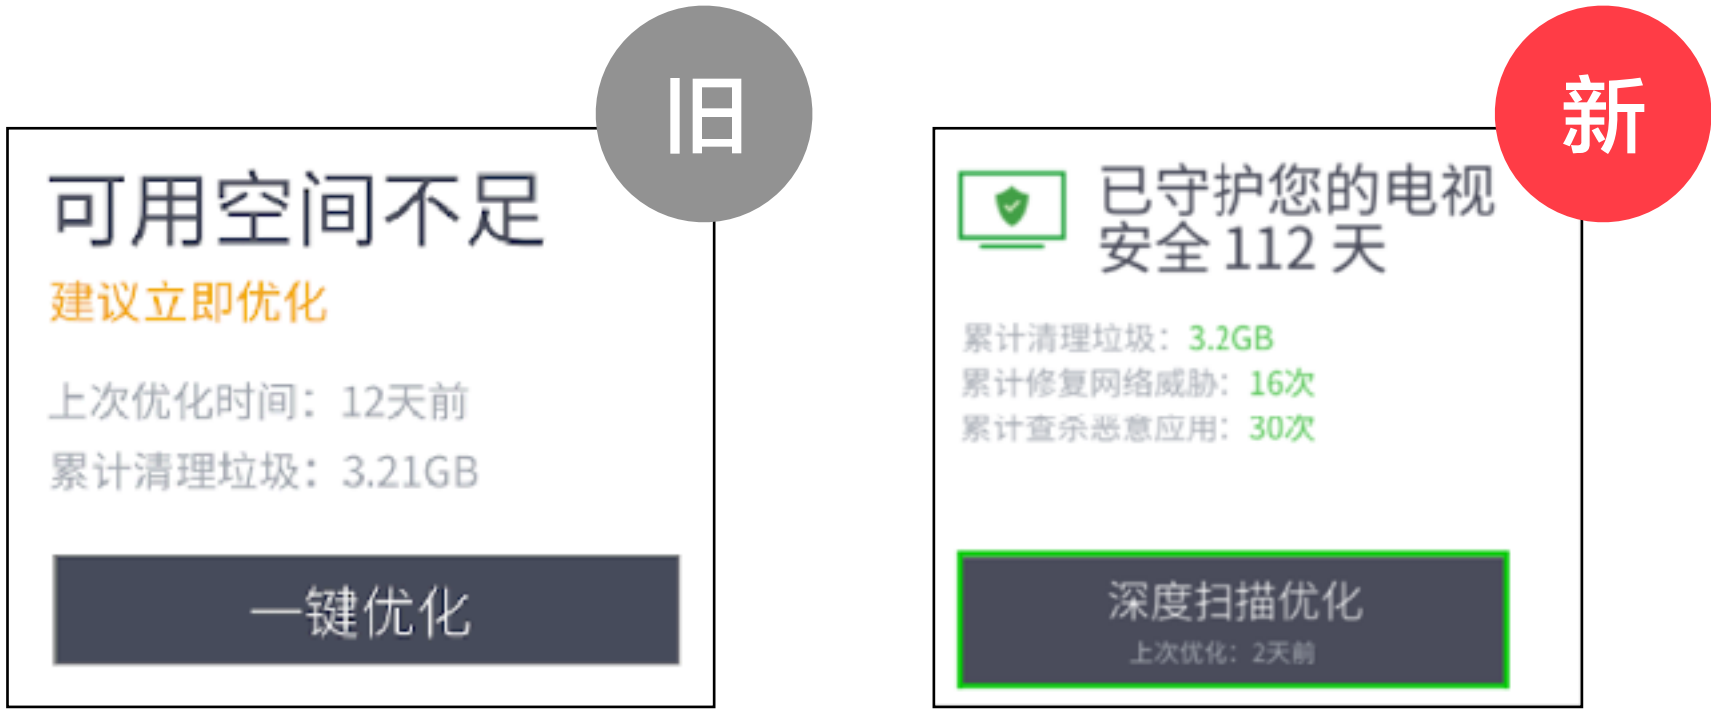 旧
可用空间不足
建议立即优化
上次优化时间：12天前
累计清理垃圾：3.21GB
一键优化
新
已守护您的电视
安全 112 天
累计清理垃圾：3.2GB
累计修复网络威胁：16次
累计查杀恶意应用：30次
深度扫描优化
上次优化：2天前